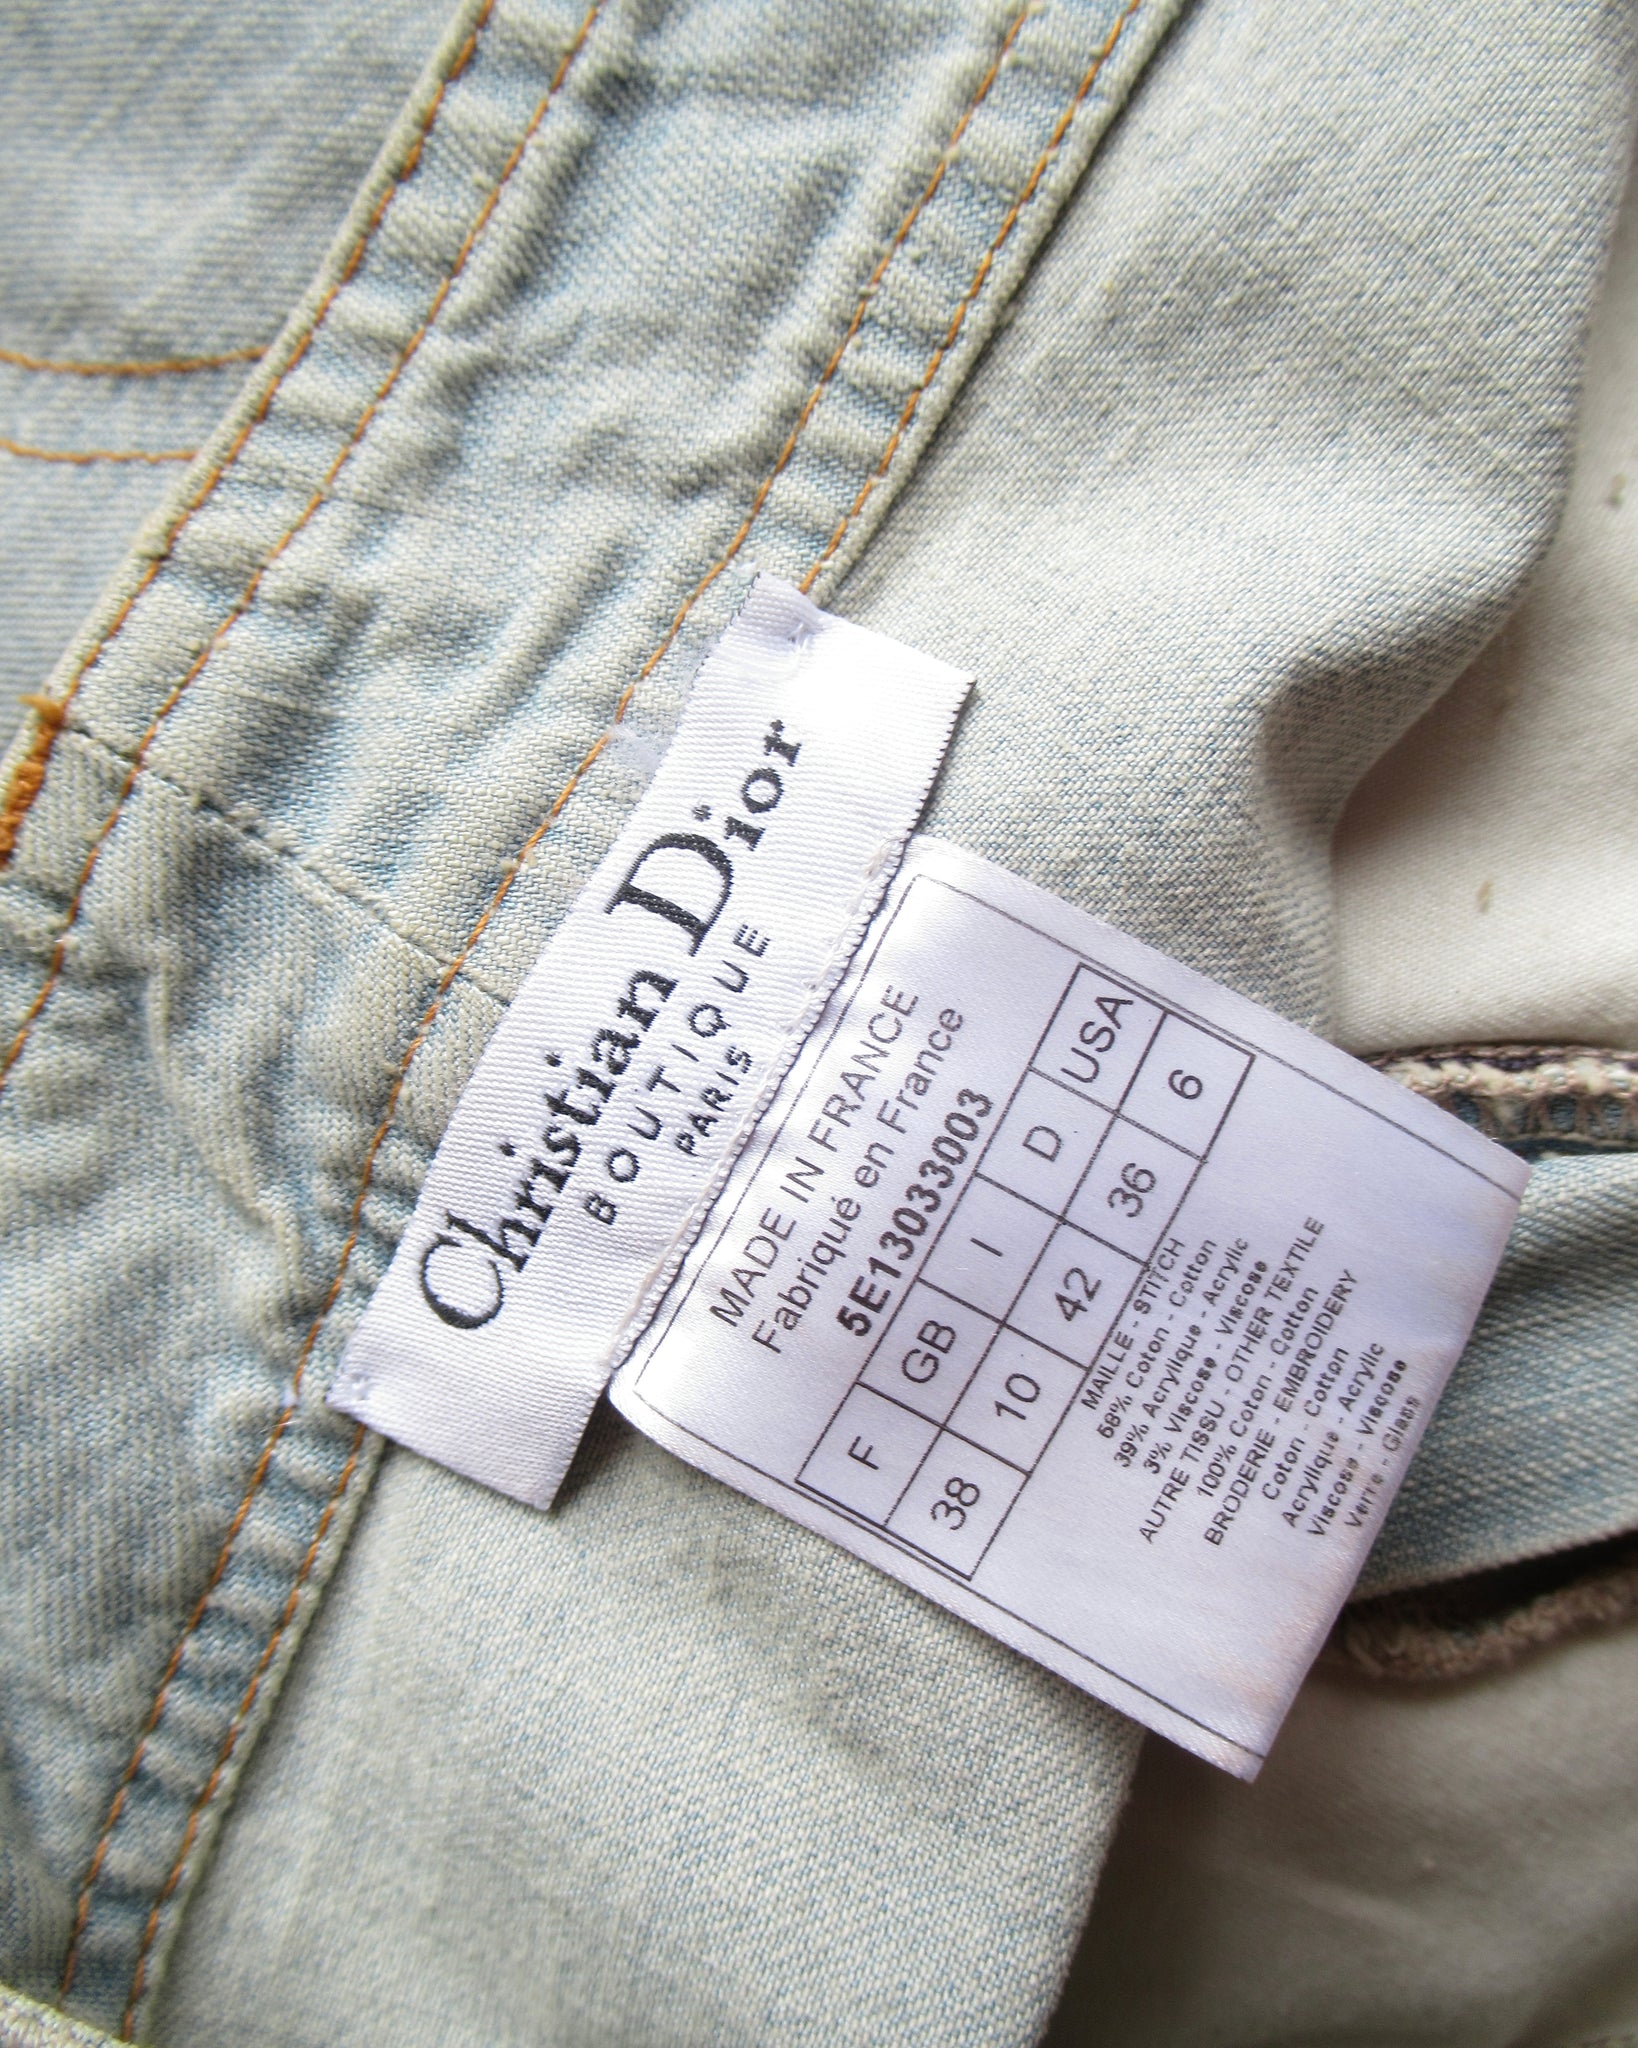 Christian Dior
BOUTIQUE
PARIS
MADE IN FRANCE
Fabriqué en France
5E13033003
F GB I D USA
38 10 42 36 6
MAILLE - STITCH
58% Coton - Cotton
39% Acrylique - Acrylic
3% Viscose - Viscose
AUTRE TISSU - OTHER TEXTILE
100% Coton - Cotton
BRODERIE - EMBROIDERY
Coton - Cotton
Acrylique - Acrylic
Viscose - Viscose
Verre - Glass